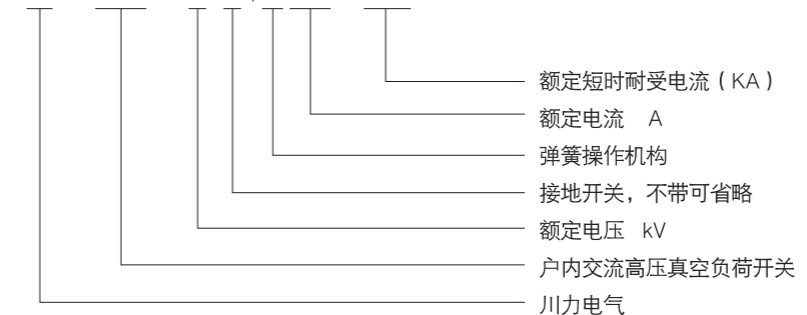 额定短时耐受电流（KA）
额定电流 A
弹簧操作机构
接地开关，不带可省略
额定电压 kV
户内交流高压真空负荷开关
川力电气